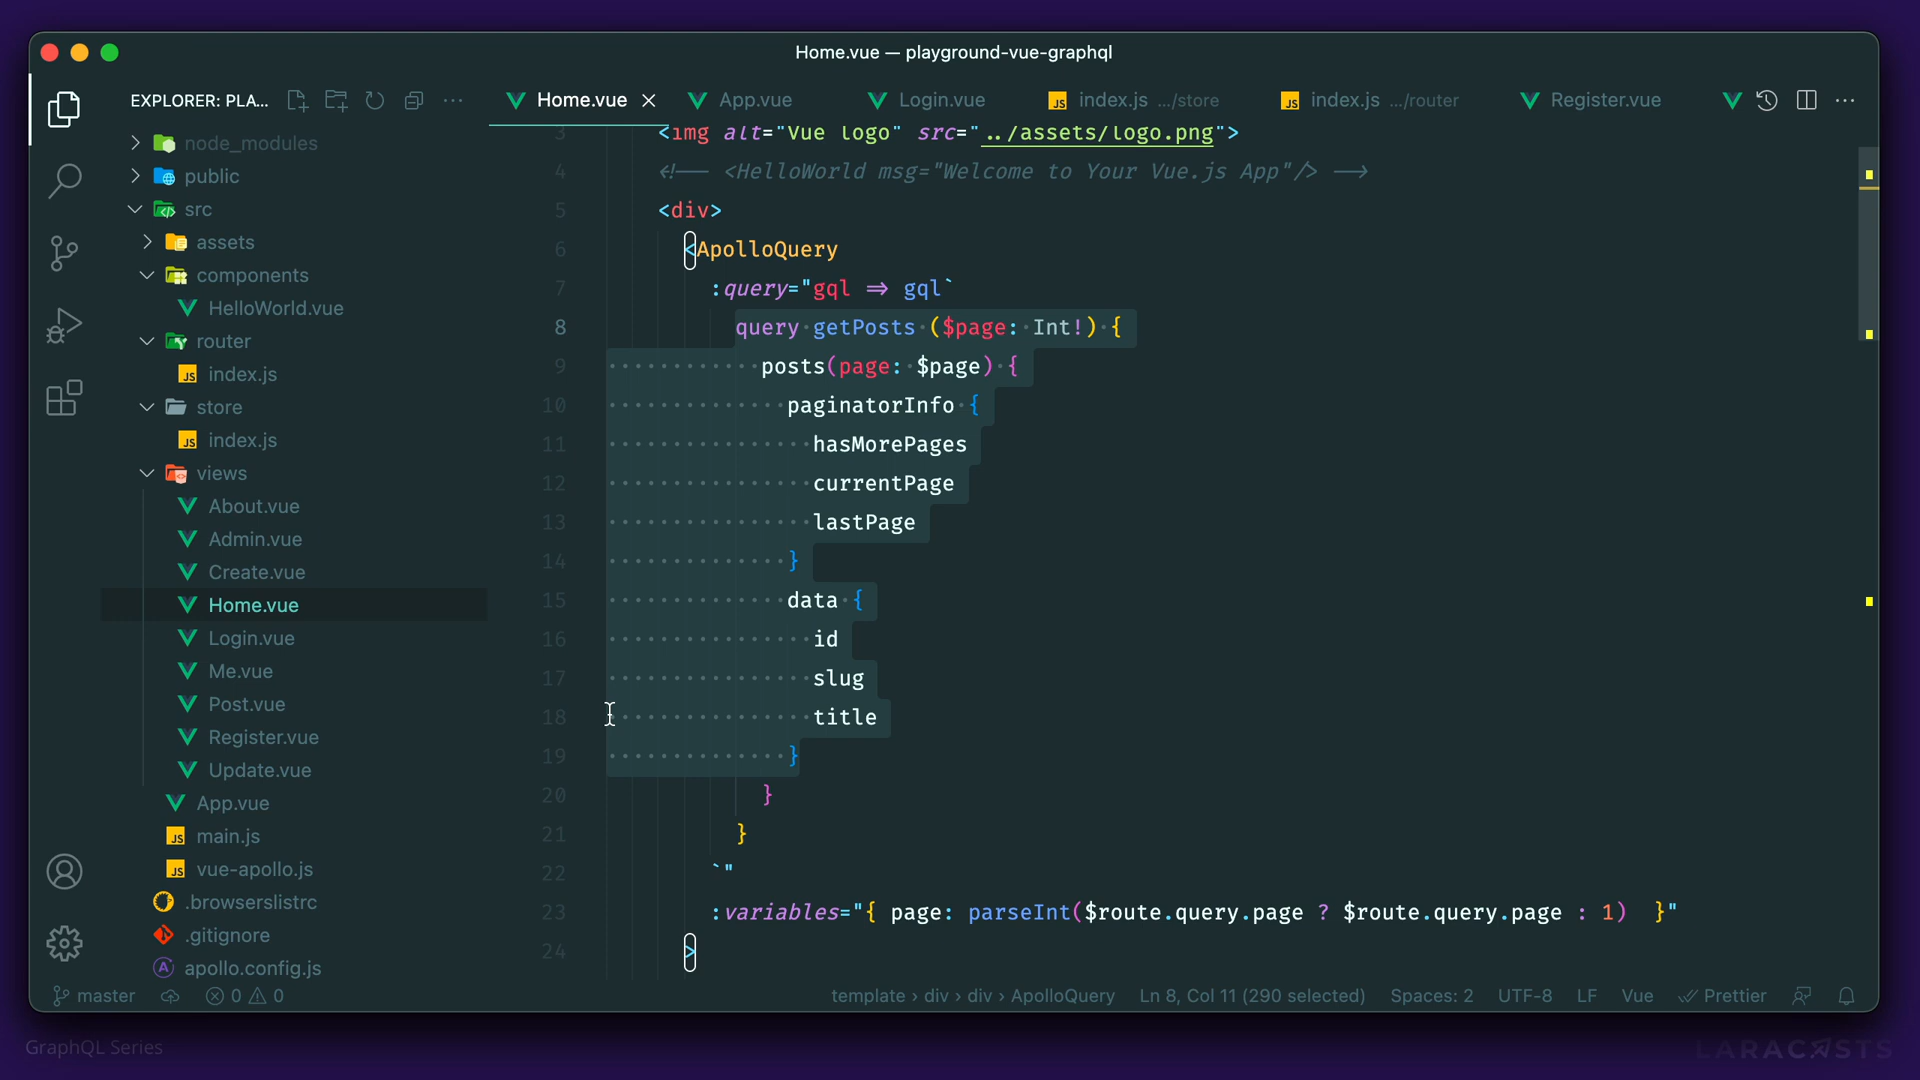 Home.vue — playground-vue-graphql
EXPLORER: PLA...
Home.vue
App.vue
Login.vue
index.js .../store
index.js .../router
Register.vue
node_modules
public
src
assets
components
HelloWorld.vue
router
index.js
store
index.js
views
About.vue
Admin.vue
Create.vue
Home.vue
Login.vue
Me.vue
Post.vue
Register.vue
Update.vue
App.vue
main.js
vue-apollo.js
.browserslistrc
.gitignore
apollo.config.js
3 <img alt="Vue logo" src="../assets/logo.png">
4 <!-- <HelloWorld msg="Welcome to Your Vue.js App"/> -->
5 <div>
6 <ApolloQuery
7 :query="gql => gql`
8 query getPosts ($page: Int!) {
9 posts(page: $page) {
10 paginatorInfo {
11 hasMorePages
12 currentPage
13 lastPage
14 }
15 data {
16 id
17 slug
18 title
19 }
20 }
21 }
22 `"
23 :variables="{ page: parseInt($route.query.page ? $route.query.page : 1) }"
24 >
master
0 0
template › div › div › ApolloQuery
Ln 8, Col 11 (290 selected)
Spaces: 2
UTF-8
LF
Vue
Prettier
GraphQL Series
LARACASTS